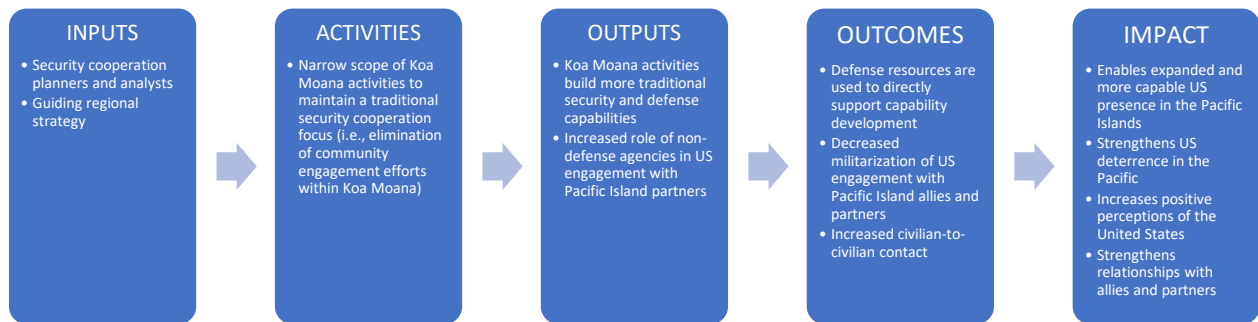 INPUTS
• Security cooperation
planners and analysts
• Guiding regional
strategy
ACTIVITIES
• Narrow scope of Koa
Moana activities to
maintain a traditional
security cooperation
focus (i.e., elimination
of community
engagement efforts
within Koa Moana)
OUTPUTS
• Koa Moana activities
build more traditional
security and defense
capabilities
• Increased role of non-
defense agencies in US
engagement with
Pacific Island partners
OUTCOMES
• Defense resources are
used to directly
support capability
development
• Decreased
militarization of US
engagement with
Pacific Island allies and
partners
• Increased civilian-to-
civilian contact
IMPACT
• Enables expanded and
more capable US
presence in the Pacific
Islands
• Strengthens US
deterrence in the
Pacific
• Increases positive
perceptions of the
United States
• Strengthens
relationships with
allies and partners